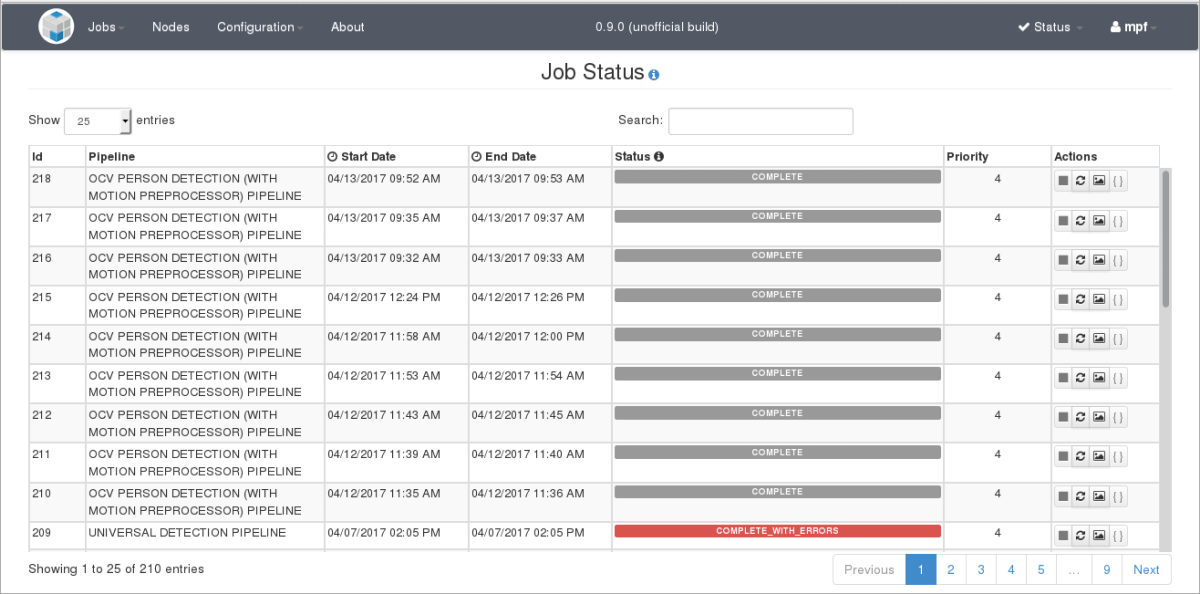 Jobs Nodes Configuration About 0.9.0 (unofficial build) Status mpf
Job Status
Show 25 entries Search:
Id Pipeline Start Date End Date Status Priority Actions
218 OCV PERSON DETECTION (WITH 04/13/2017 09:52 AM 04/13/2017 09:53 AM COMPLETE 4 { }
MOTION PREPROCESSOR) PIPELINE
217 OCV PERSON DETECTION (WITH 04/13/2017 09:35 AM 04/13/2017 09:37 AM COMPLETE 4 { }
MOTION PREPROCESSOR) PIPELINE
216 OCV PERSON DETECTION (WITH 04/13/2017 09:32 AM 04/13/2017 09:33 AM COMPLETE 4 { }
MOTION PREPROCESSOR) PIPELINE
215 OCV PERSON DETECTION (WITH 04/12/2017 12:24 PM 04/12/2017 12:26 PM COMPLETE 4 { }
MOTION PREPROCESSOR) PIPELINE
214 OCV PERSON DETECTION (WITH 04/12/2017 11:58 AM 04/12/2017 12:00 PM COMPLETE 4 { }
MOTION PREPROCESSOR) PIPELINE
213 OCV PERSON DETECTION (WITH 04/12/2017 11:53 AM 04/12/2017 11:54 AM COMPLETE 4 { }
MOTION PREPROCESSOR) PIPELINE
212 OCV PERSON DETECTION (WITH 04/12/2017 11:43 AM 04/12/2017 11:45 AM COMPLETE 4 { }
MOTION PREPROCESSOR) PIPELINE
211 OCV PERSON DETECTION (WITH 04/12/2017 11:39 AM 04/12/2017 11:40 AM COMPLETE 4 { }
MOTION PREPROCESSOR) PIPELINE
210 OCV PERSON DETECTION (WITH 04/12/2017 11:35 AM 04/12/2017 11:36 AM COMPLETE 4 { }
MOTION PREPROCESSOR) PIPELINE
209 UNIVERSAL DETECTION PIPELINE 04/07/2017 02:05 PM 04/07/2017 02:05 PM COMPLETE_WITH_ERRORS 4 { }
Showing 1 to 25 of 210 entries Previous 1 2 3 4 5 ... 9 Next